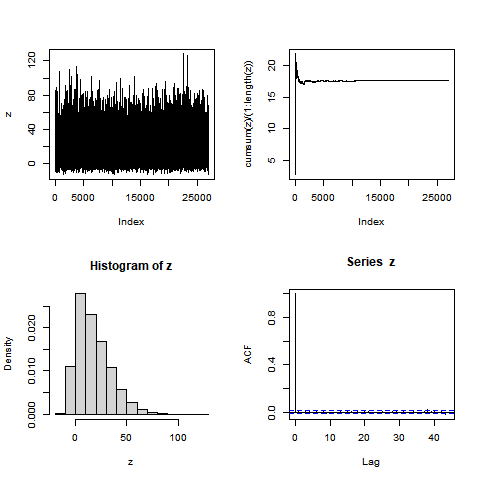 z
0 40 80 120
0 5000 15000 25000
Index
cumsum(z)/(1:length(z))
5 10 15 20
0 5000 15000 25000
Index
Histogram of z
Density
0.000 0.010 0.020
0 50 100
z
Series z
ACF
0.0 0.4 0.8
0 10 20 30 40
Lag